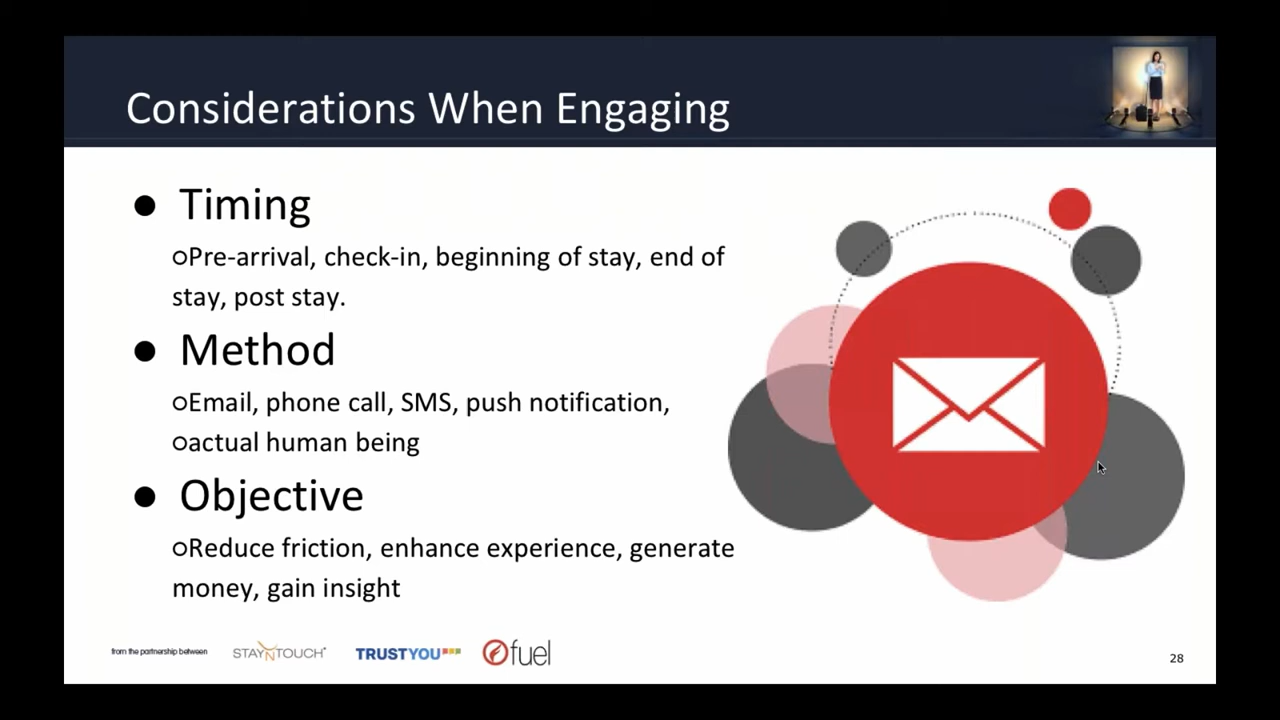 Considerations When Engaging
● Timing
○Pre-arrival, check-in, beginning of stay, end of
stay, post stay.
● Method
○Email, phone call, SMS, push notification,
○actual human being
● Objective
○Reduce friction, enhance experience, generate
money, gain insight
from the partnership between
STAYNTOUCH
TRUSTYOU
fuel
28